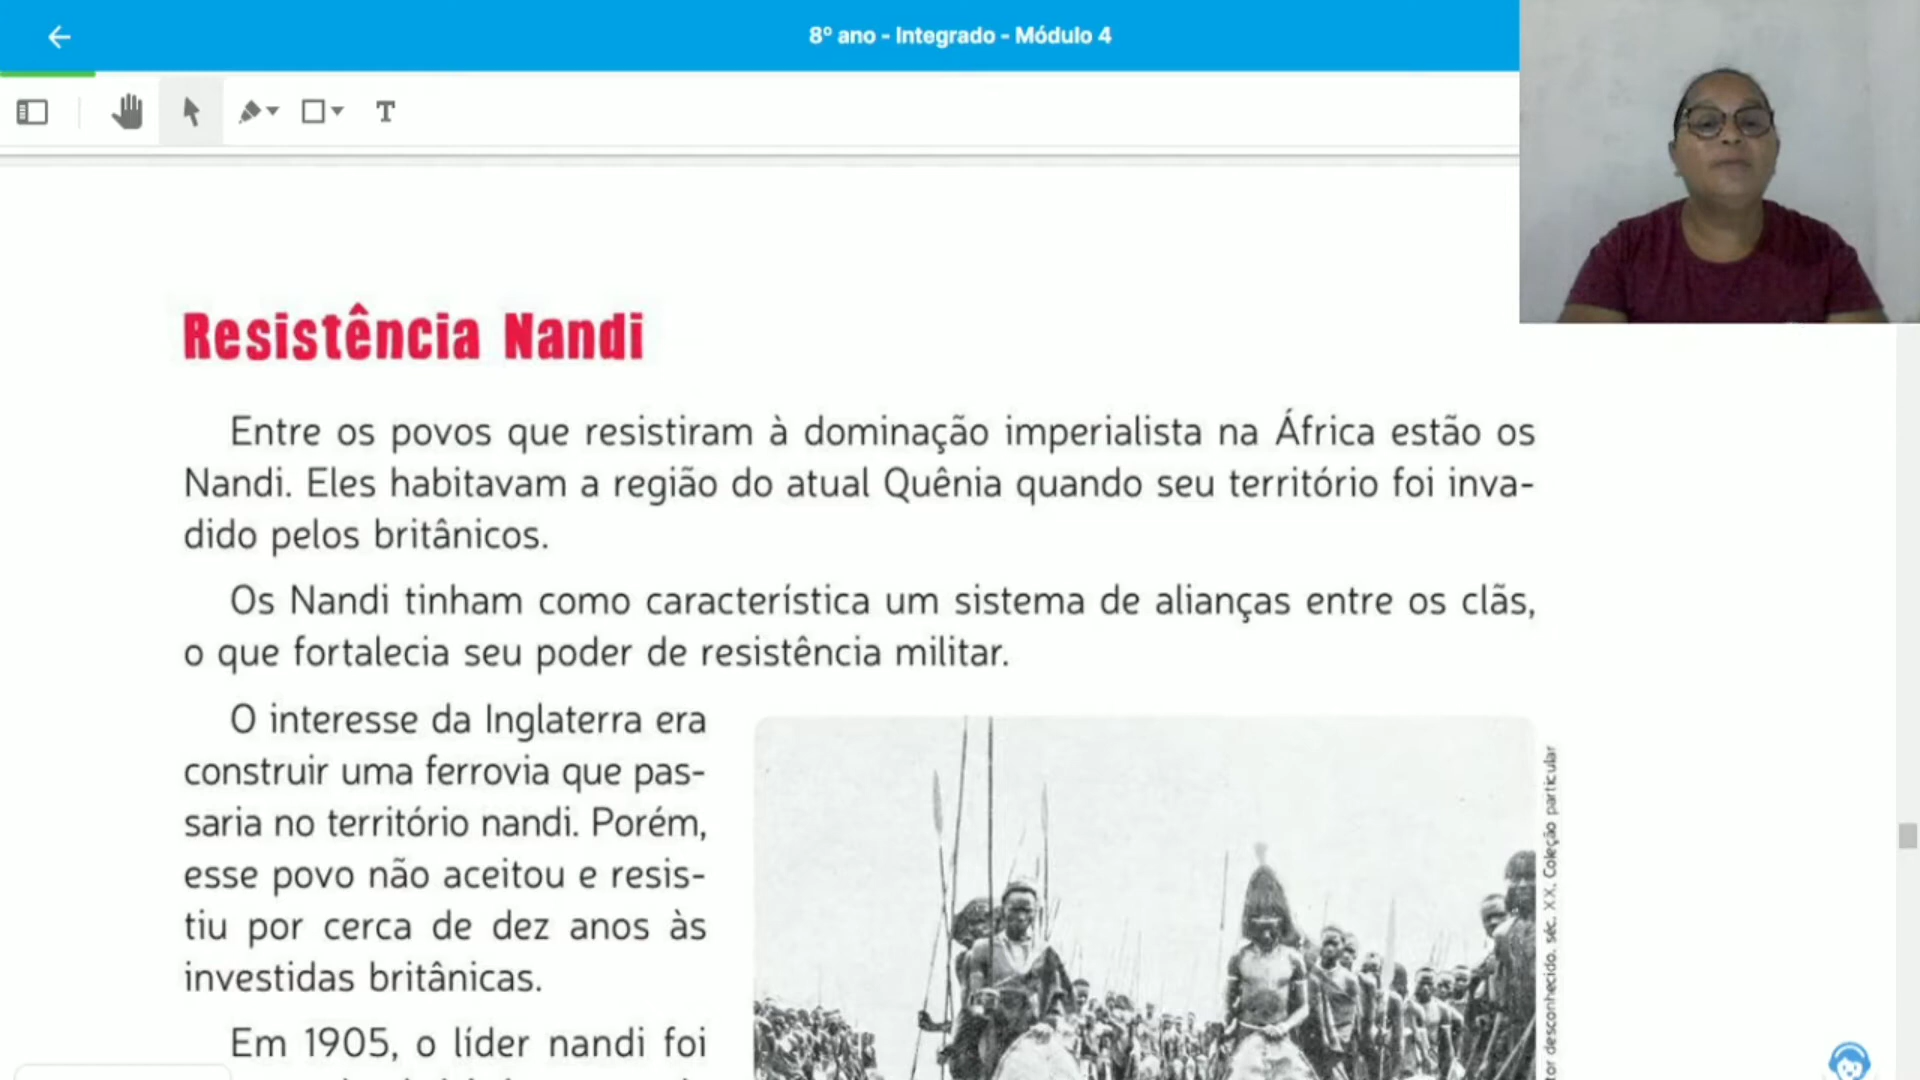 8º ano - Integrado - Módulo 4
T
Resistência Nandi
Entre os povos que resistiram à dominação imperialista na África estão os
Nandi. Eles habitavam a região do atual Quênia quando seu território foi inva-
dido pelos britânicos.
Os Nandi tinham como característica um sistema de alianças entre os clãs,
o que fortalecia seu poder de resistência militar.
O interesse da Inglaterra era
construir uma ferrovia que pas-
saria no território nandi. Porém,
esse povo não aceitou e resis-
tiu por cerca de dez anos às
investidas britânicas.
Em 1905, o líder nandi foi
tor desconhecido. séc. XX. Coleção particular